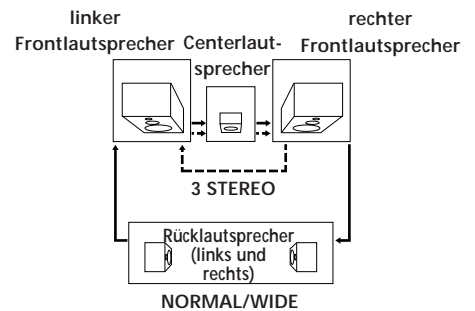 linker
Frontlautsprecher
Centerlaut-
sprecher
rechter
Frontlautsprecher
3 STEREO
Rücklautsprecher
(links und
rechts)
NORMAL/WIDE